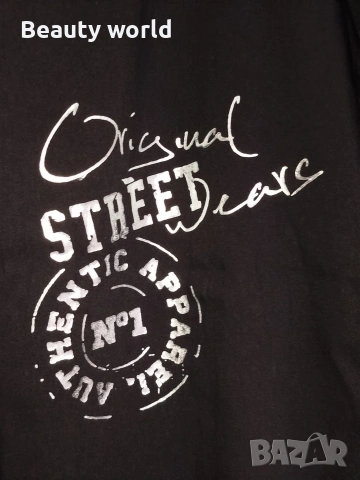 Beauty world
Original
STREET
Wears
AUTHENTIC APPAREL
No1
BAZAR